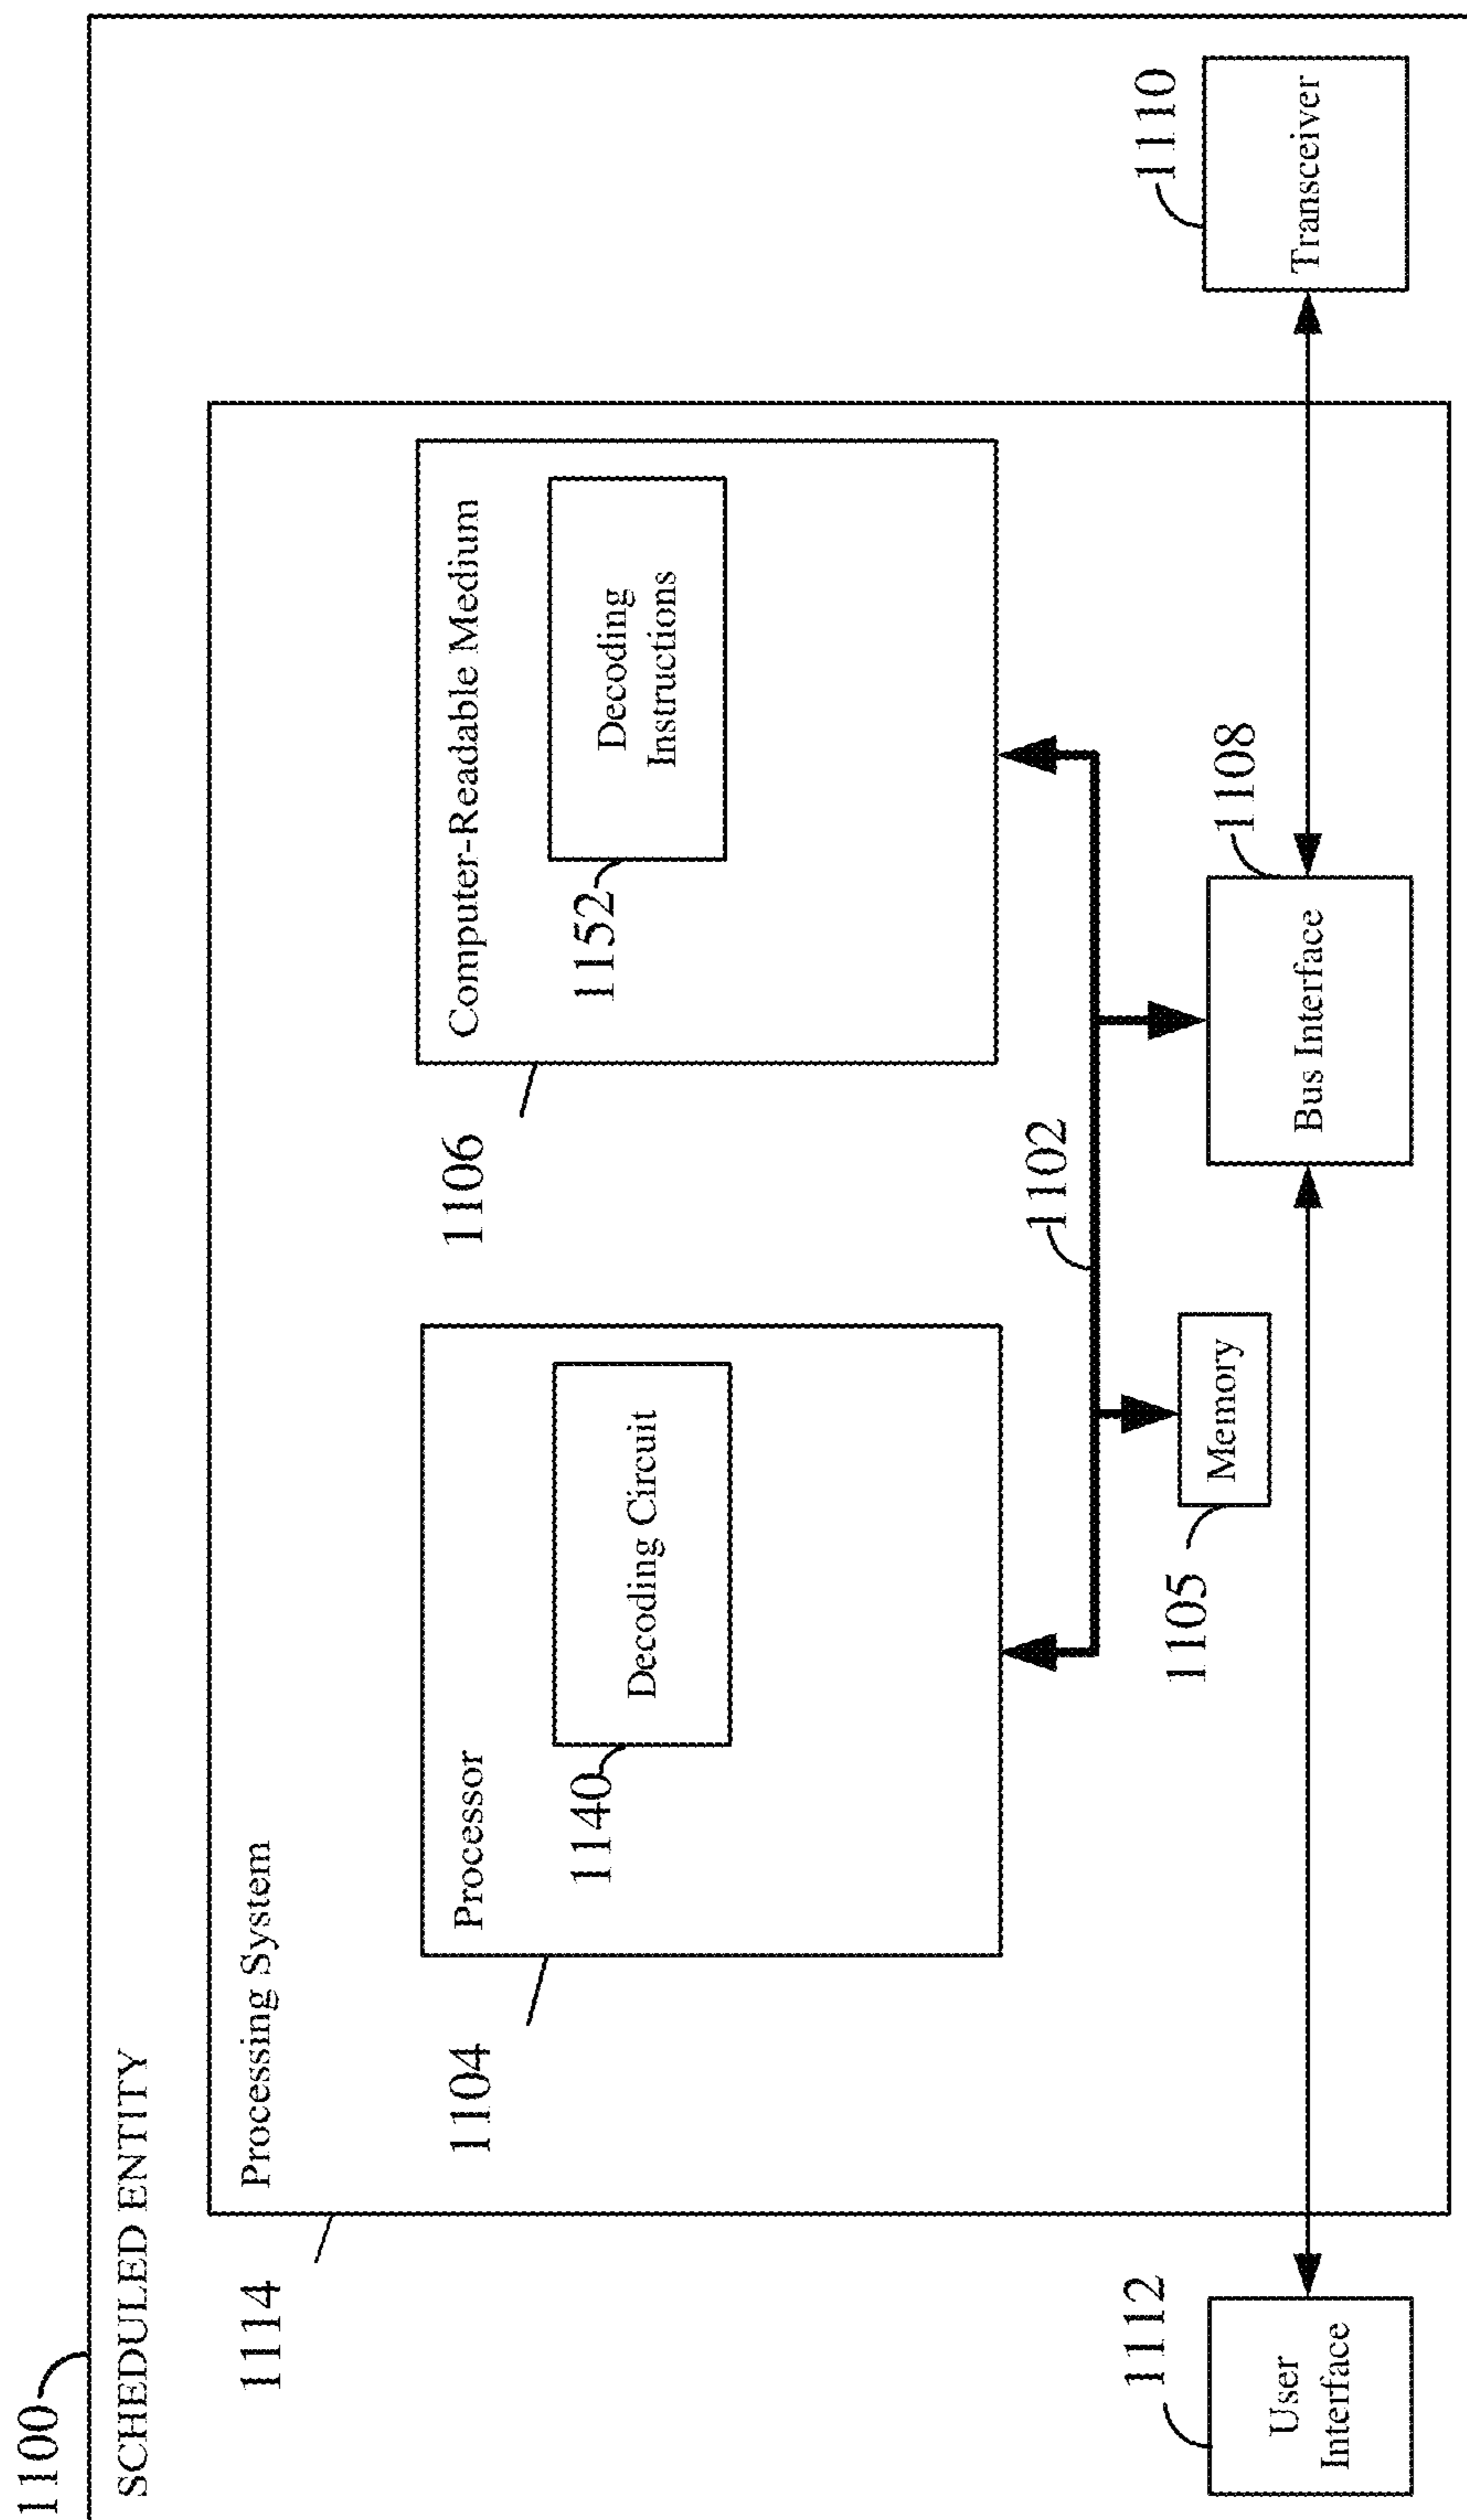 1100
SCHEDULED ENTITY
1114
Processing System
1104
Processor
1140
Decoding Circuit
1106
Computer-Readable Medium
1152
Decoding
Instructions
1102
1105
Memory
1108
Bus Interface
1112
User
Interface
1110
Transceiver